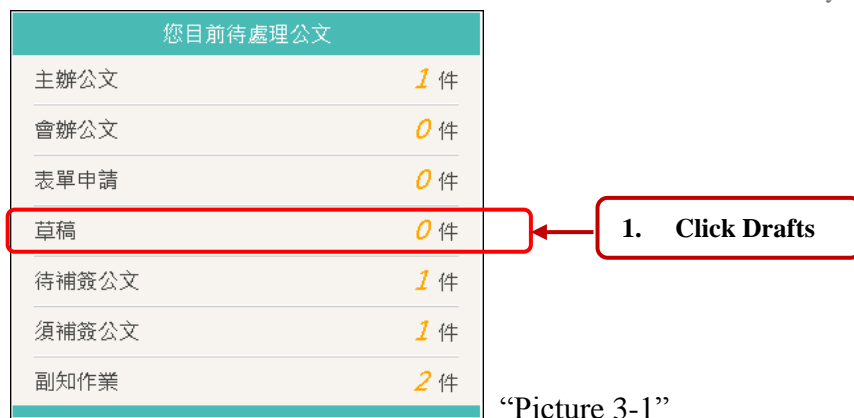 您目前待處理公文
主辦公文 1 件
會辦公文 0 件
表單申請 0 件
草稿 0 件
1. Click Drafts
待補簽公文 1 件
須補簽公文 1 件
副知作業 2 件
“Picture 3-1”